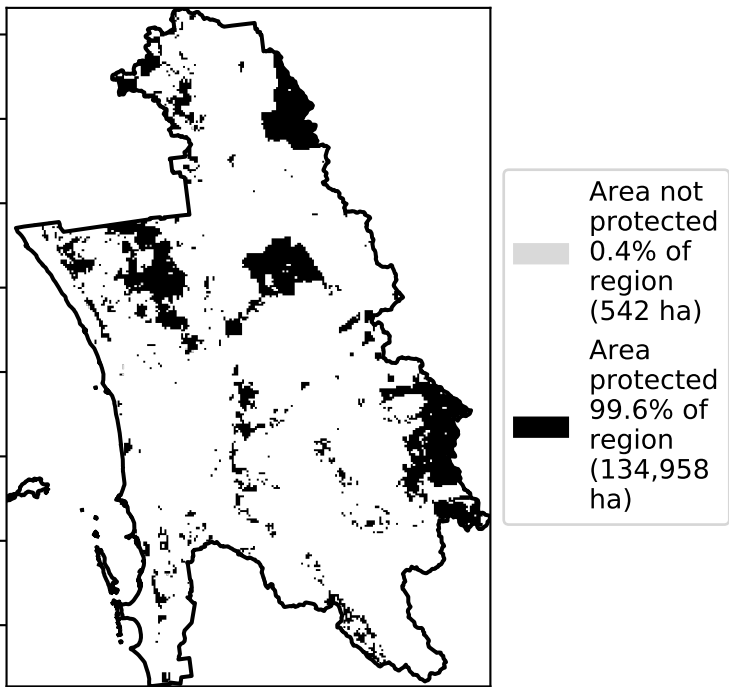 Area not
protected
0.4% of
region
(542 ha)
Area
protected
99.6% of
region
(134,958
ha)